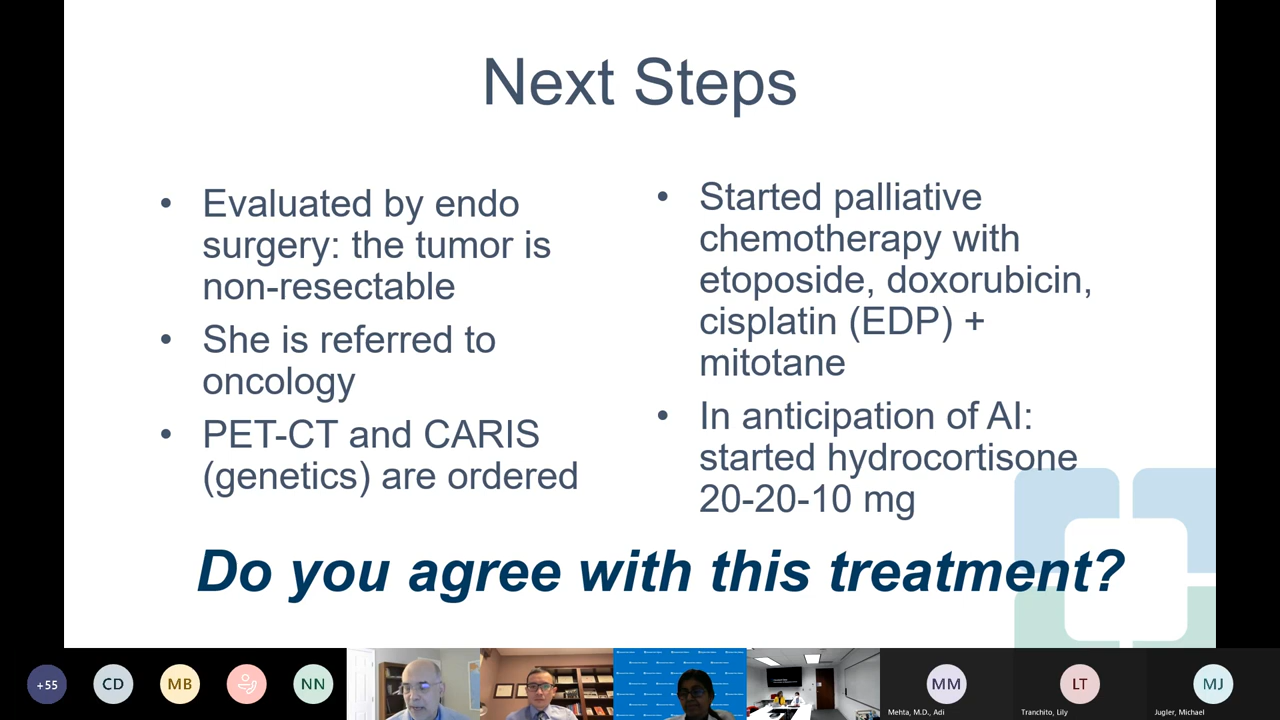 Next Steps
• Evaluated by endo
surgery: the tumor is
non-resectable
• She is referred to
oncology
• PET-CT and CARIS
(genetics) are ordered
• Started palliative
chemotherapy with
etoposide, doxorubicin,
cisplatin (EDP) +
mitotane
• In anticipation of AI:
started hydrocortisone
20-20-10 mg
Do you agree with this treatment?
+55
CD
MB
NN
MM
LT
MJ
Mehta, M.D., Adi
Tranchito, Lily
Jugler, Michael